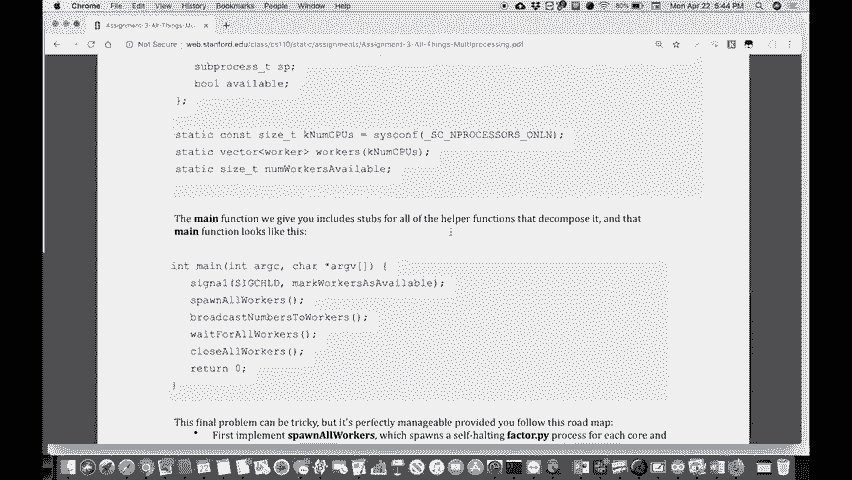 Chrome File Edit View History Bookmarks People Window Help
80% Mon Apr 22 5:44 PM
Assignment-3-All-Things-Mu...
Not Secure web.stanford.edu/class/cs110/static/assignments/Assignment-3-All-Things-Multiprocessing.pdf
subprocess_t sp;
bool available;
};
static const size_t kNumCPUs = sysconf(_SC_NPROCESSORS_ONLN);
static vector<worker> workers(kNumCPUs);
static size_t numWorkersAvailable;
The main function we give you includes stubs for all of the helper functions that decompose it, and that
main function looks like this:
int main(int argc, char *argv[]) {
signal(SIGCHLD, markWorkersAsAvailable);
spawnAllWorkers();
broadcastNumbersToWorkers();
waitForAllWorkers();
closeAllWorkers();
return 0;
}
This final problem can be tricky, but it's perfectly manageable provided you follow this road map:
• First implement spawnAllWorkers, which spawns a self-halting factor.py process for each core and